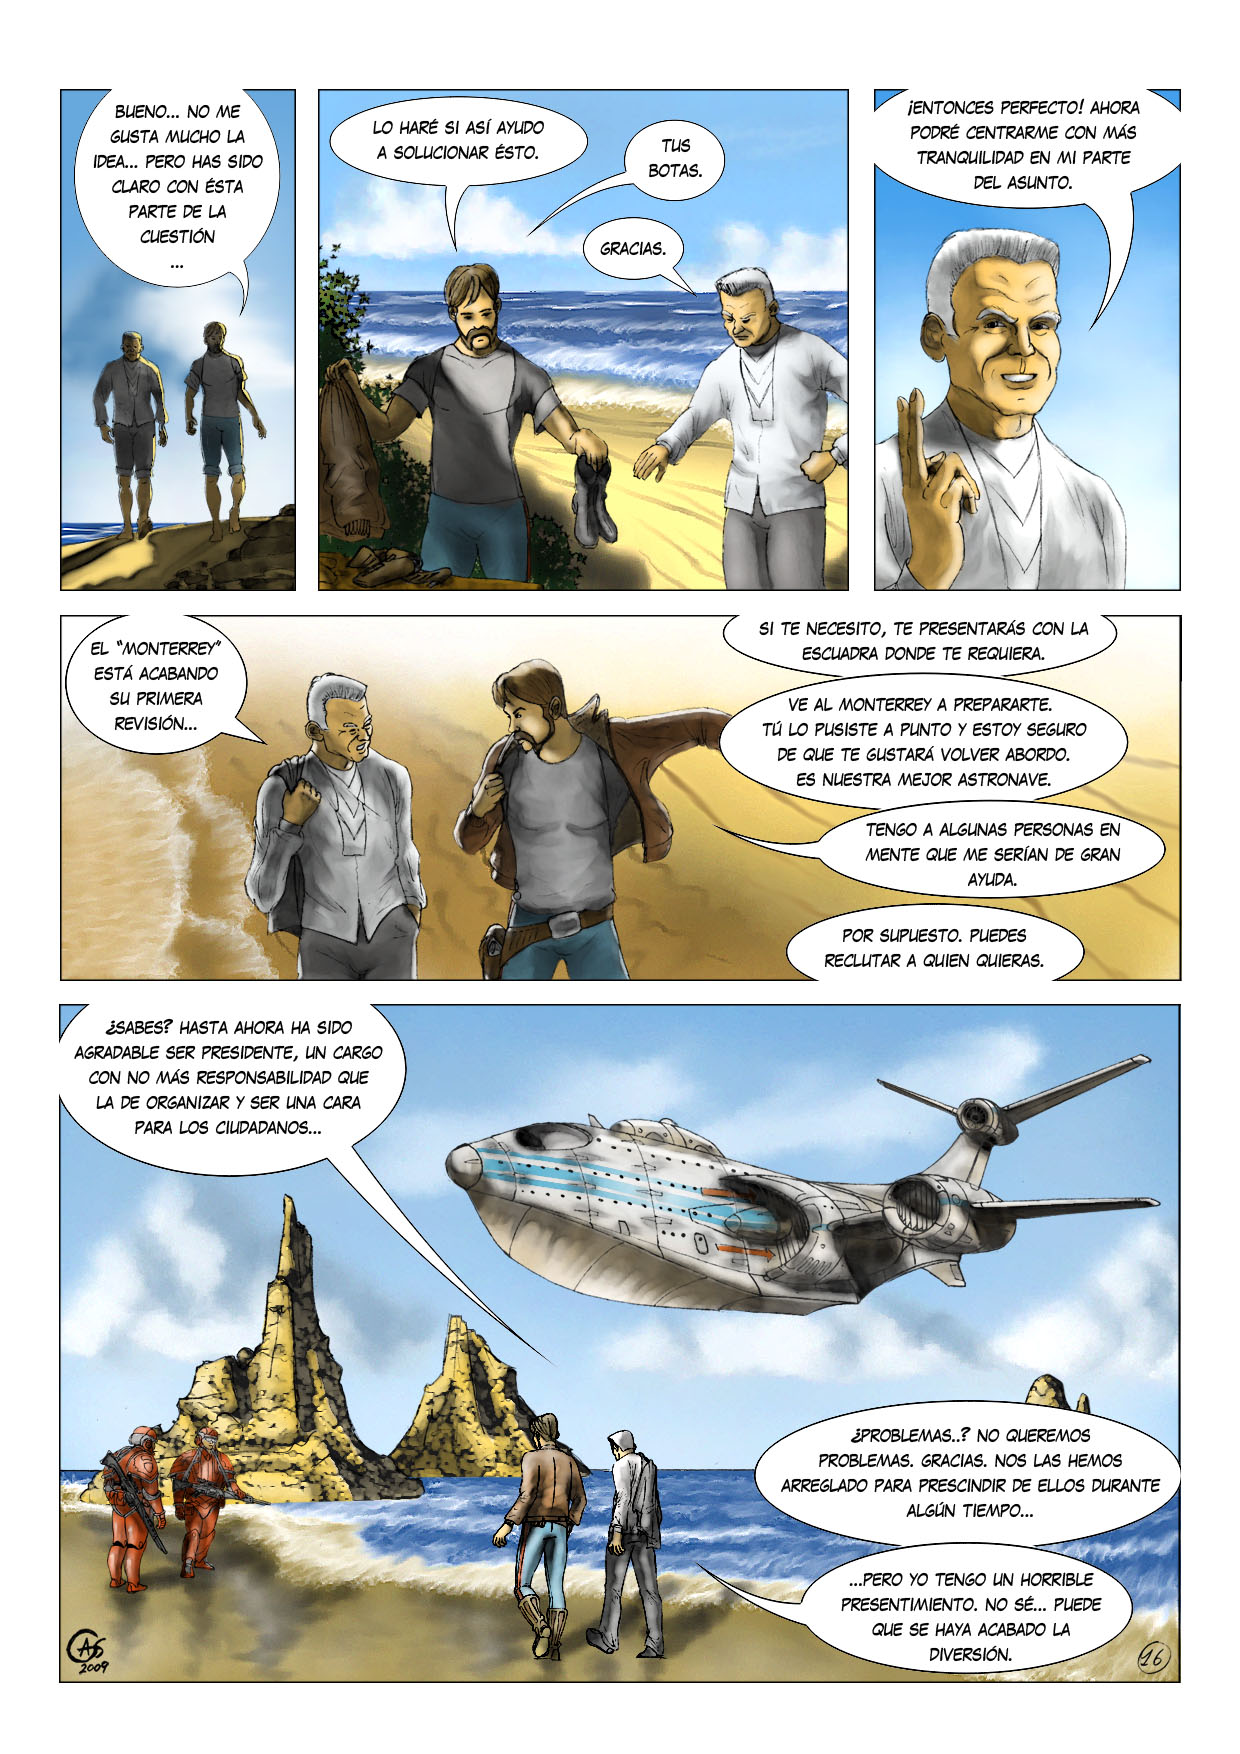 BUENO... NO ME
GUSTA MUCHO LA
IDEA... PERO HAS SIDO
CLARO CON ÉSTA
PARTE DE LA
CUESTIÓN
...
LO HARÉ SI ASÍ AYUDO
A SOLUCIONAR ÉSTO.
TUS
BOTAS.
GRACIAS.
¡ENTONCES PERFECTO! AHORA
PODRÉ CENTRARME CON MÁS
TRANQUILIDAD EN MI PARTE
DEL ASUNTO.
EL "MONTERREY"
ESTÁ ACABANDO
SU PRIMERA
REVISIÓN...
SI TE NECESITO, TE PRESENTARÁS CON LA
ESCUADRA DONDE TE REQUIERA.
VE AL MONTERREY A PREPARARTE.
TÚ LO PUSISTE A PUNTO Y ESTOY SEGURO
DE QUE TE GUSTARÁ VOLVER ABORDO.
ES NUESTRA MEJOR ASTRONAVE.
TENGO A ALGUNAS PERSONAS EN
MENTE QUE ME SERÍAN DE GRAN
AYUDA.
POR SUPUESTO. PUEDES
RECLUTAR A QUIEN QUIERAS.
¿SABES? HASTA AHORA HA SIDO
AGRADABLE SER PRESIDENTE, UN CARGO
CON NO MÁS RESPONSABILIDAD QUE
LA DE ORGANIZAR Y SER UNA CARA
PARA LOS CIUDADANOS...
¿PROBLEMAS..? NO QUEREMOS
PROBLEMAS. GRACIAS. NOS LAS HEMOS
ARREGLADO PARA PRESCINDIR DE ELLOS DURANTE
ALGÚN TIEMPO...
...PERO YO TENGO UN HORRIBLE
PRESENTIMIENTO. NO SÉ... PUEDE
QUE SE HAYA ACABADO LA
DIVERSIÓN.
2009
16